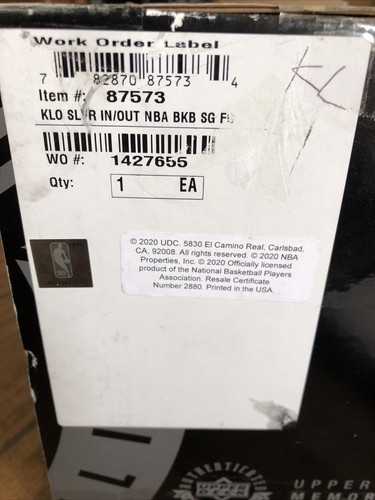 Work Order Label
7 82870 87573 4
Item #: 87573
KLO SLVR IN/OUT NBA BKB SG
WO #: 1427655
Qty: 1 EA
© 2020 UDC. 5830 El Camino Real, Carlsbad,
CA, 92008. All rights reserved. © 2020 NBA
Properties, Inc. © 2020 Officially licensed
product of the National Basketball Players
Association. Resale Certificate
Number 2880. Printed in the USA.
AUTHENTICATED
UPPER
UPPER